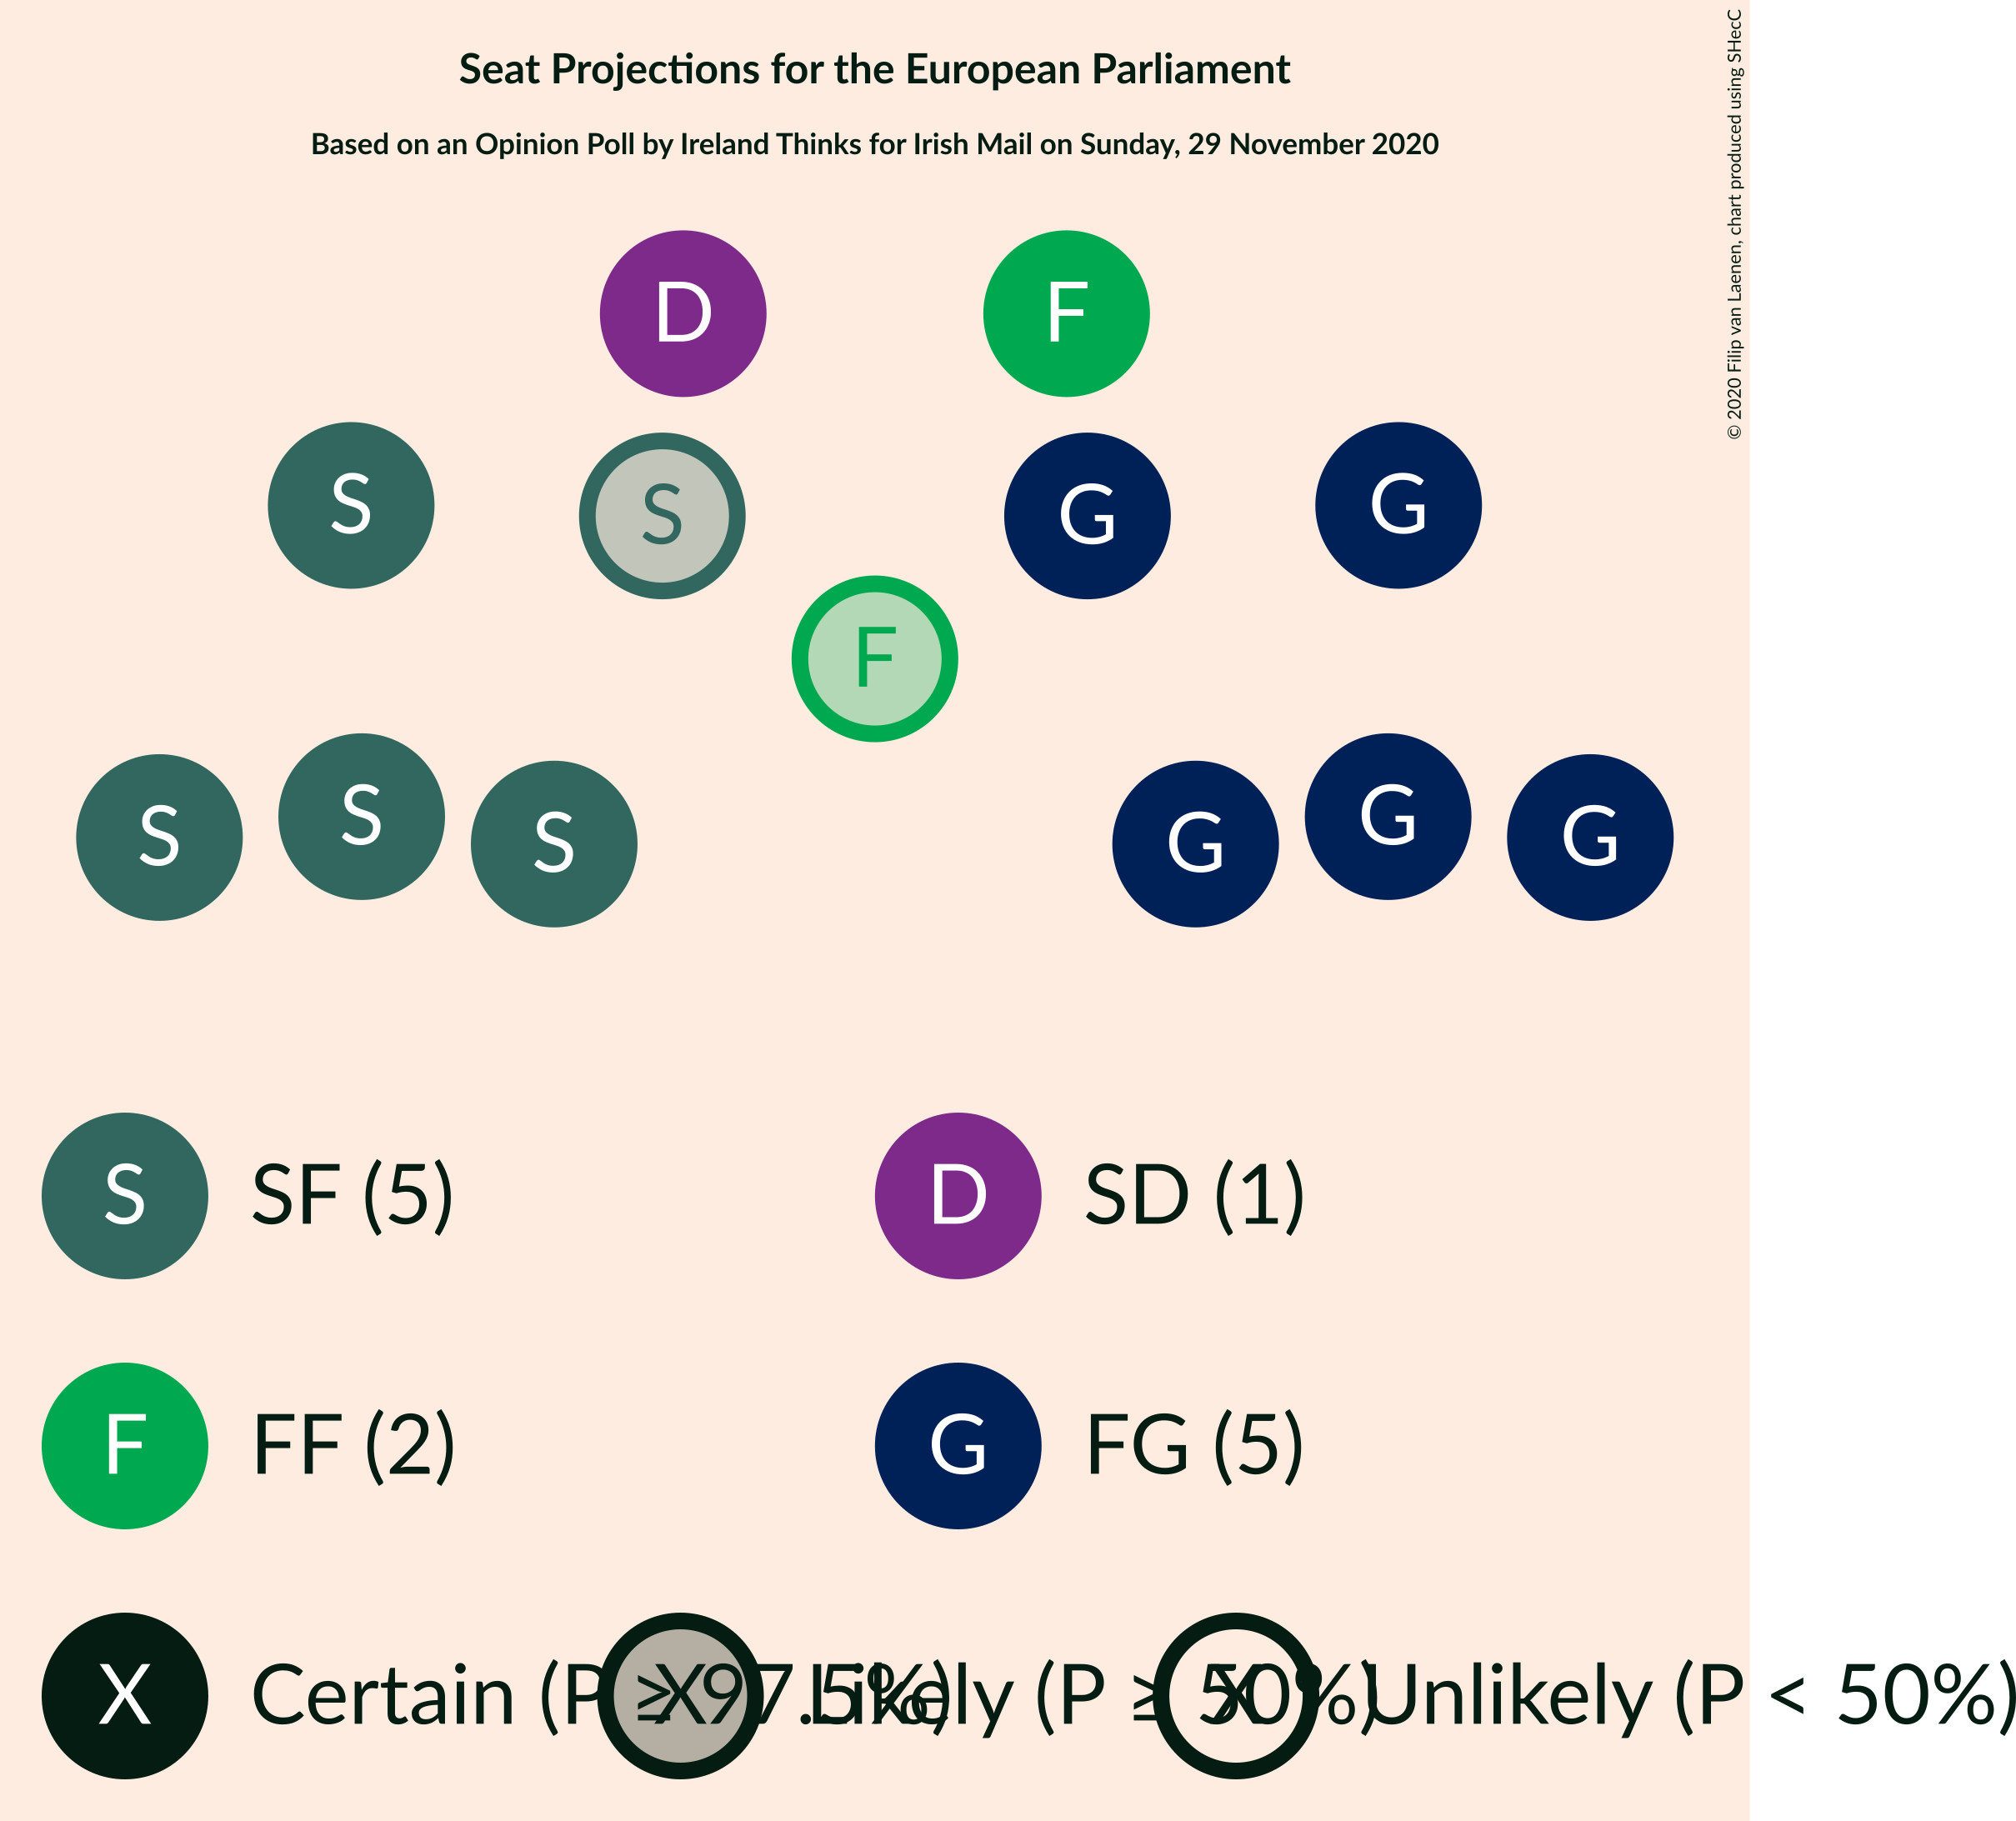 Seat Projections for the European Parliament
Based on an Opinion Poll by Ireland Thinks for Irish Mail on Sunday, 29 November 2020
© 2020 Filip van Laenen, chart produced using SHecC
D F
S S G G
F
S S S G G G
S SF (5) D SD (1)
F FF (2) G FG (5)
X Certain (P ≥ 97.5%) X Likely (P ≥ 50%) X Unlikely (P < 50%)